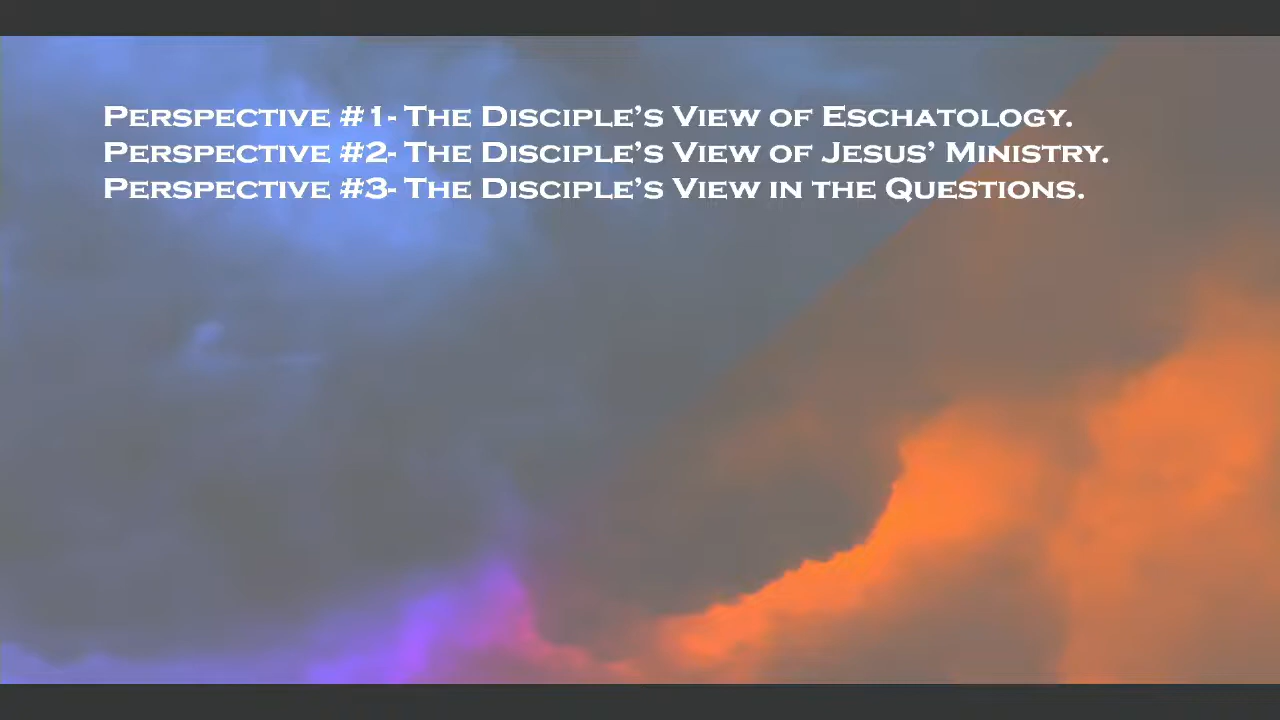 Perspective #1- The Disciple's View of Eschatology.
Perspective #2- The Disciple's View of Jesus' Ministry.
Perspective #3- The Disciple's View in the Questions.